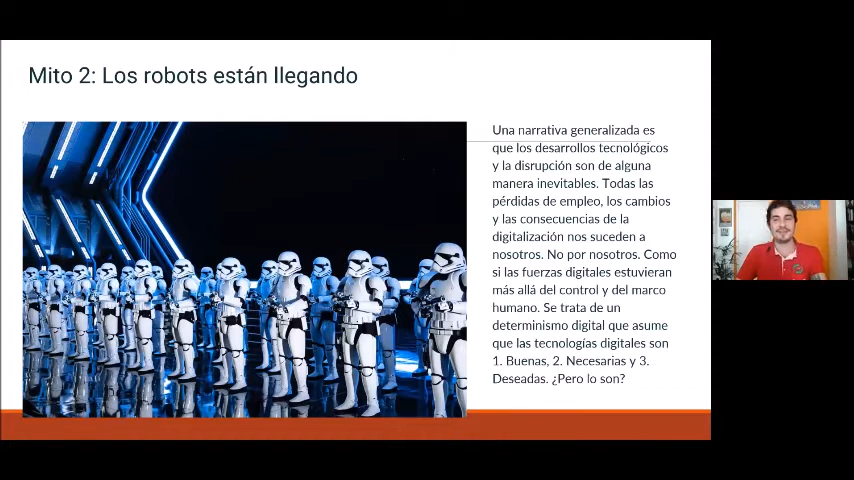 Mito 2: Los robots están llegando
Una narrativa generalizada es
que los desarrollos tecnológicos
y la disrupción son de alguna
manera inevitables. Todas las
pérdidas de empleo, los cambios
y las consecuencias de la
digitalización nos suceden a
nosotros. No por nosotros. Como
si las fuerzas digitales estuvieran
más allá del control y del marco
humano. Se trata de un
determinismo digital que asume
que las tecnologías digitales son
1. Buenas, 2. Necesarias y 3.
Deseadas. ¿Pero lo son?